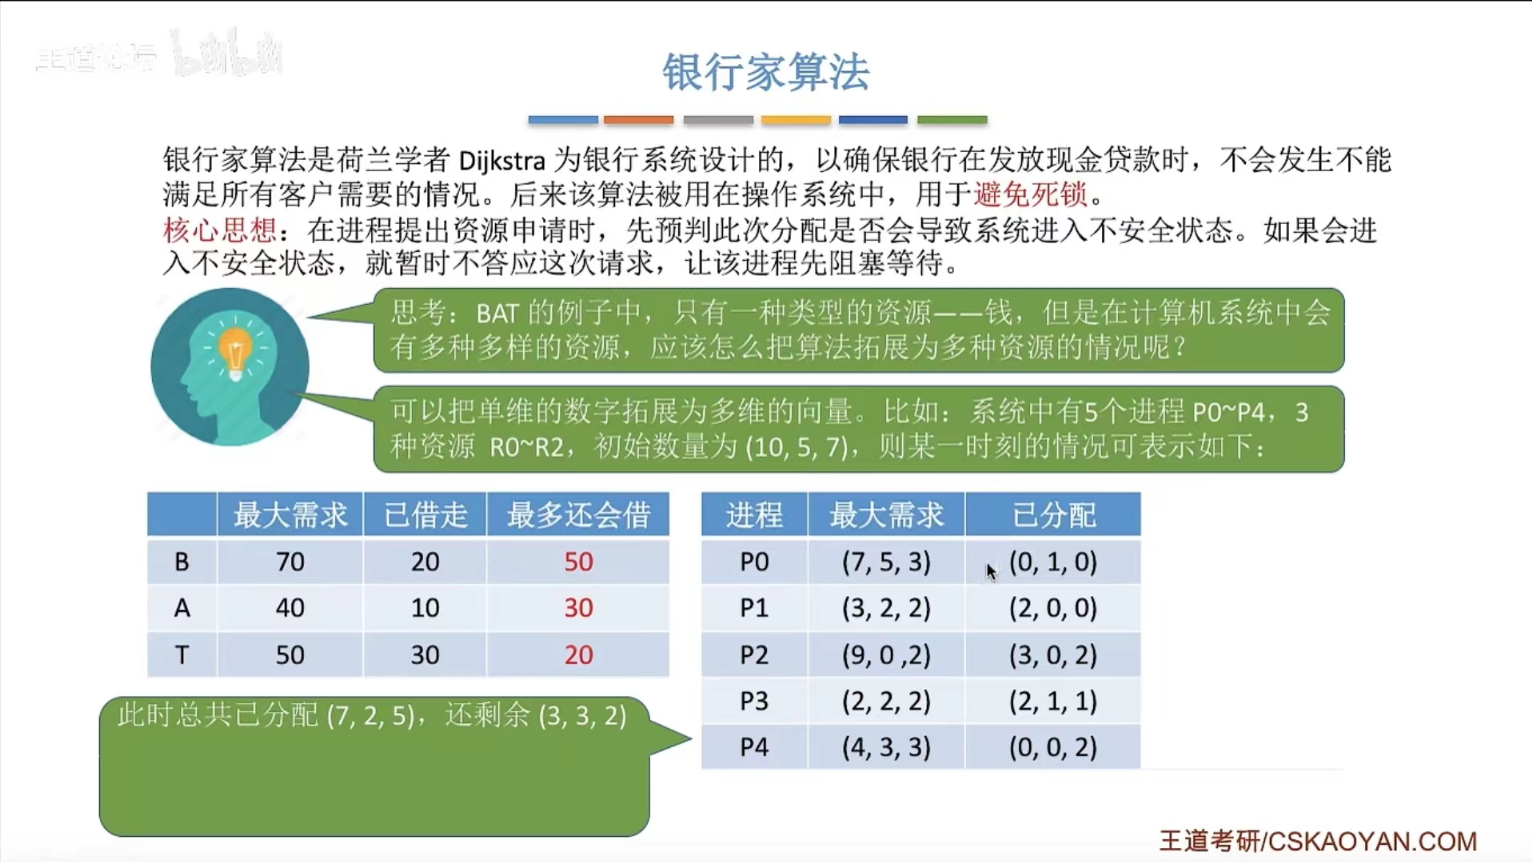 王道论坛 bilibili
银行家算法
银行家算法是荷兰学者 Dijkstra 为银行系统设计的，以确保银行在发放现金贷款时，不会发生不能
满足所有客户需要的情况。后来该算法被用在操作系统中，用于避免死锁。
核心思想：在进程提出资源申请时，先预判此次分配是否会导致系统进入不安全状态。如果会进
入不安全状态，就暂时不答应这次请求，让该进程先阻塞等待。
思考：BAT 的例子中，只有一种类型的资源——钱，但是在计算机系统中会
有多种多样的资源，应该怎么把算法拓展为多种资源的情况呢？
可以把单维的数字拓展为多维的向量。比如：系统中有5个进程 P0~P4，3
种资源 R0~R2，初始数量为 (10, 5, 7)，则某一时刻的情况可表示如下：
最大需求 已借走 最多还会借
B 70 20 50
A 40 10 30
T 50 30 20
进程 最大需求 已分配
P0 (7, 5, 3) (0, 1, 0)
P1 (3, 2, 2) (2, 0, 0)
P2 (9, 0 ,2) (3, 0, 2)
P3 (2, 2, 2) (2, 1, 1)
P4 (4, 3, 3) (0, 0, 2)
此时总共已分配 (7, 2, 5)，还剩余 (3, 3, 2)
王道考研/CSKAOYAN.COM